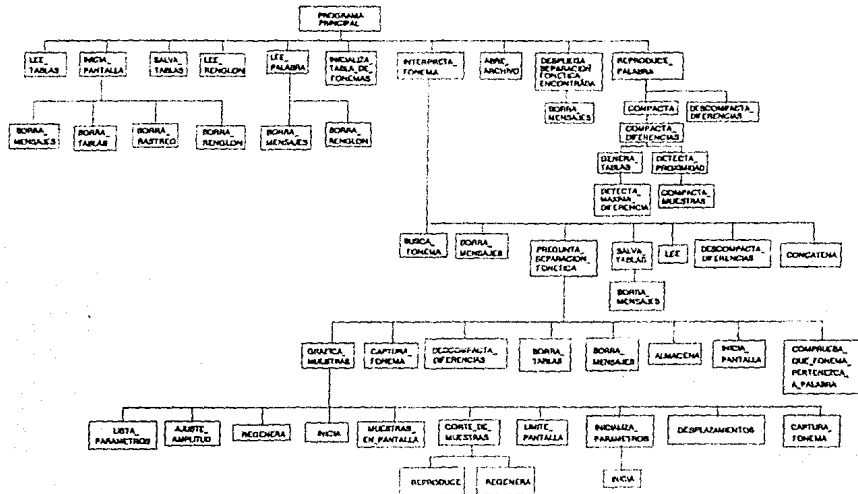 PROGRAMA
PRINCIPAL
LEE_
TABLAS
INICIA_
PANTALLA
SALVA_
TABLAS
LEE_
RENGLON
LEE_
PALABRA
INICIALIZA_
TABLA_DE_
FONEMAS
INTERPRETA_
FONEMA
ABRE_
ARCHIVO
DESPLIEGA_
SEPARACION_
FONETICA_
ENCONTRADA
REPRODUCE_
PALABRA
BORRA_
MENSAJES
BORRA_
TABLAS
BORRA_
RASTREO
BORRA_
RENGLON
BORRA_
MENSAJES
BORRA_
RENGLON
BORRA_
MENSAJES
COMPACTA
DESCOMPACTA_
DIFERENCIAS
COMPACTA_
DIFERENCIAS
GENERA_
TABLAS
DETECTA_
PROXIMIDAD
DETECTA_
MAXIMA_
DIFERENCIA
COMPACTA_
MUESTRAS
BUSCA_
FONEMA
BORRA_
MENSAJES
PREGUNTA_
SEPARACION_
FONETICA
SALVA_
TABLAS
LEE
DESCOMPACTA_
DIFERENCIAS
CONCATENA
BORRA_
MENSAJES
GRAFICA_
MUESTRAS
CAPTURA_
FONEMA
DESCOMPACTA_
DIFERENCIAS
BORRA_
TABLAS
BORRA_
MENSAJES
ALMACENA
INICIA_
PANTALLA
COMPRUEBA_
QUE_FONEMA_
PERTENEZCA_
A_PALABRA
LISTA_
PARAMETROS
AJUSTE_
AMPLITUD
REGENERA
INICIA
MUESTRAS_
EN_PANTALLA
CORTE_DE_
MUESTRAS
LIMITE_
PANTALLA
INICIALIZA_
PARAMETROS
DESPLAZAMIENTOS
CAPTURA_
FONEMA
REPRODUCE
REGENERA
INICIA